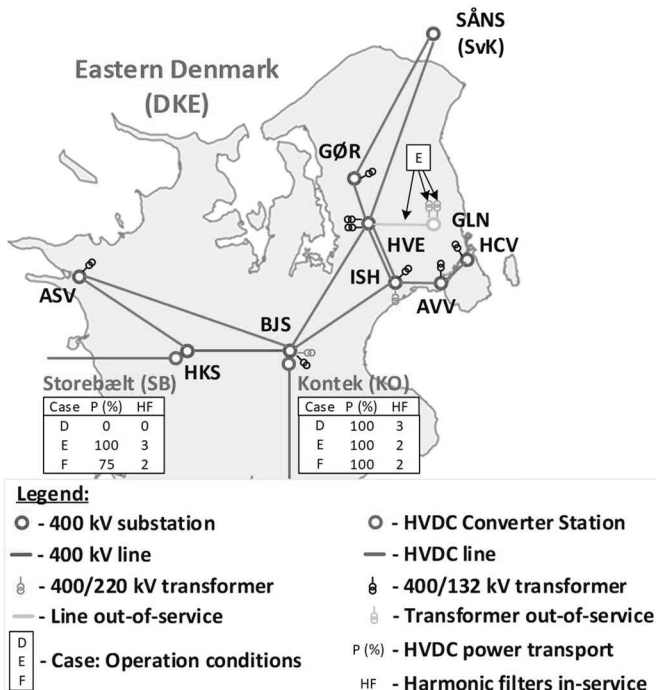 SÅNS
(SvK)
Eastern Denmark
(DKE)
GØR
E
GLN
HVE
HCV
ISH
ASV
AVV
BJS
HKS
Storebælt (SB)
Kontek (KO)
Case P (%) HF
D 0 0
E 100 3
F 75 2
Case P (%) HF
D 100 3
E 100 2
F 100 2
Legend:
- 400 kV substation
- HVDC Converter Station
- 400 kV line
- HVDC line
- 400/220 kV transformer
- 400/132 kV transformer
- Line out-of-service
- Transformer out-of-service
D
E
F
- Case: Operation conditions
P (%) - HVDC power transport
HF - Harmonic filters in-service